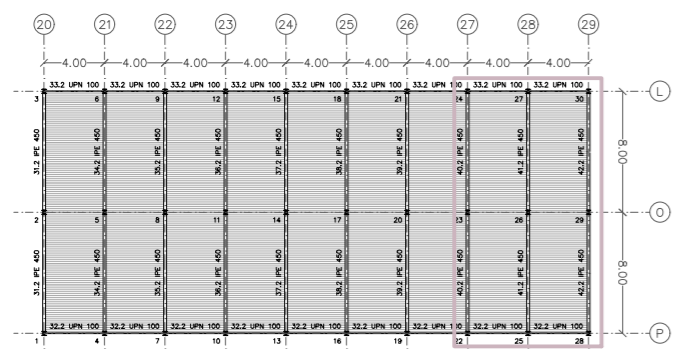 20 21 22 23 24 25 26 27 28 29
4.00 4.00 4.00 4.00 4.00 4.00 4.00 4.00 4.00
33.2 UPN 100 33.2 UPN 100 33.2 UPN 100 33.2 UPN 100 33.2 UPN 100 33.2 UPN 100 33.2 UPN 100 33.2 UPN 100 33.2 UPN 100
L
3 6 9 12 15 18 21 24 27 30
31.2 IPE 450 34.2 IPE 450 35.2 IPE 450 36.2 IPE 450 37.2 IPE 450 38.2 IPE 450 39.2 IPE 450 40.2 IPE 450 41.2 IPE 450 42.2 IPE 450
8.00
O
2 5 8 11 14 17 20 23 26 29
31.2 IPE 450 34.2 IPE 450 35.2 IPE 450 36.2 IPE 450 37.2 IPE 450 38.2 IPE 450 39.2 IPE 450 40.2 IPE 450 41.2 IPE 450 42.2 IPE 450
8.00
32.2 UPN 100 32.2 UPN 100 32.2 UPN 100 32.2 UPN 100 32.2 UPN 100 32.2 UPN 100 32.2 UPN 100 32.2 UPN 100 32.2 UPN 100
P
1 4 7 10 13 16 19 22 25 28